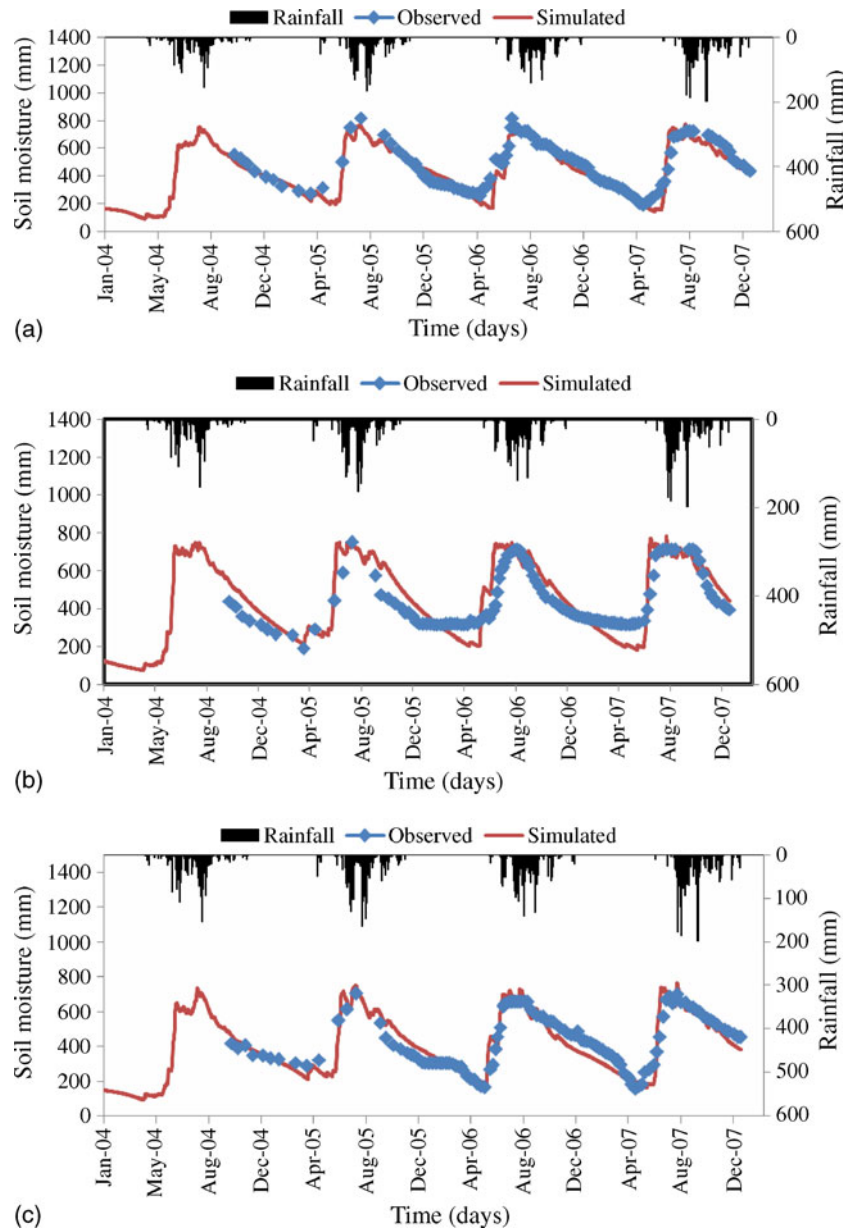 Rainfall Observed Simulated
1400 0
1200
1000 200
800
600 400
400
200
0 600
Soil moisture (mm)
Rainfall (mm)
Jan-04 May-04 Aug-04 Dec-04 Apr-05 Aug-05 Dec-05 Apr-06 Aug-06 Dec-06 Apr-07 Aug-07 Dec-07
(a) Time (days)
Rainfall Observed Simulated
1400 0
1200
1000 200
800
600 400
400
200
0 600
Soil moisture (mm)
Rainfall (mm)
Jan-04 May-04 Aug-04 Dec-04 Apr-05 Aug-05 Dec-05 Apr-06 Aug-06 Dec-06 Apr-07 Aug-07 Dec-07
(b) Time (days)
Rainfall Observed Simulated
1400 0
1200 100
1000 200
800 300
600
400 400
200 500
0 600
Soil moisture (mm)
Rainfall (mm)
Jan-04 May-04 Aug-04 Dec-04 Apr-05 Aug-05 Dec-05 Apr-06 Aug-06 Dec-06 Apr-07 Aug-07 Dec-07
(c) Time (days)